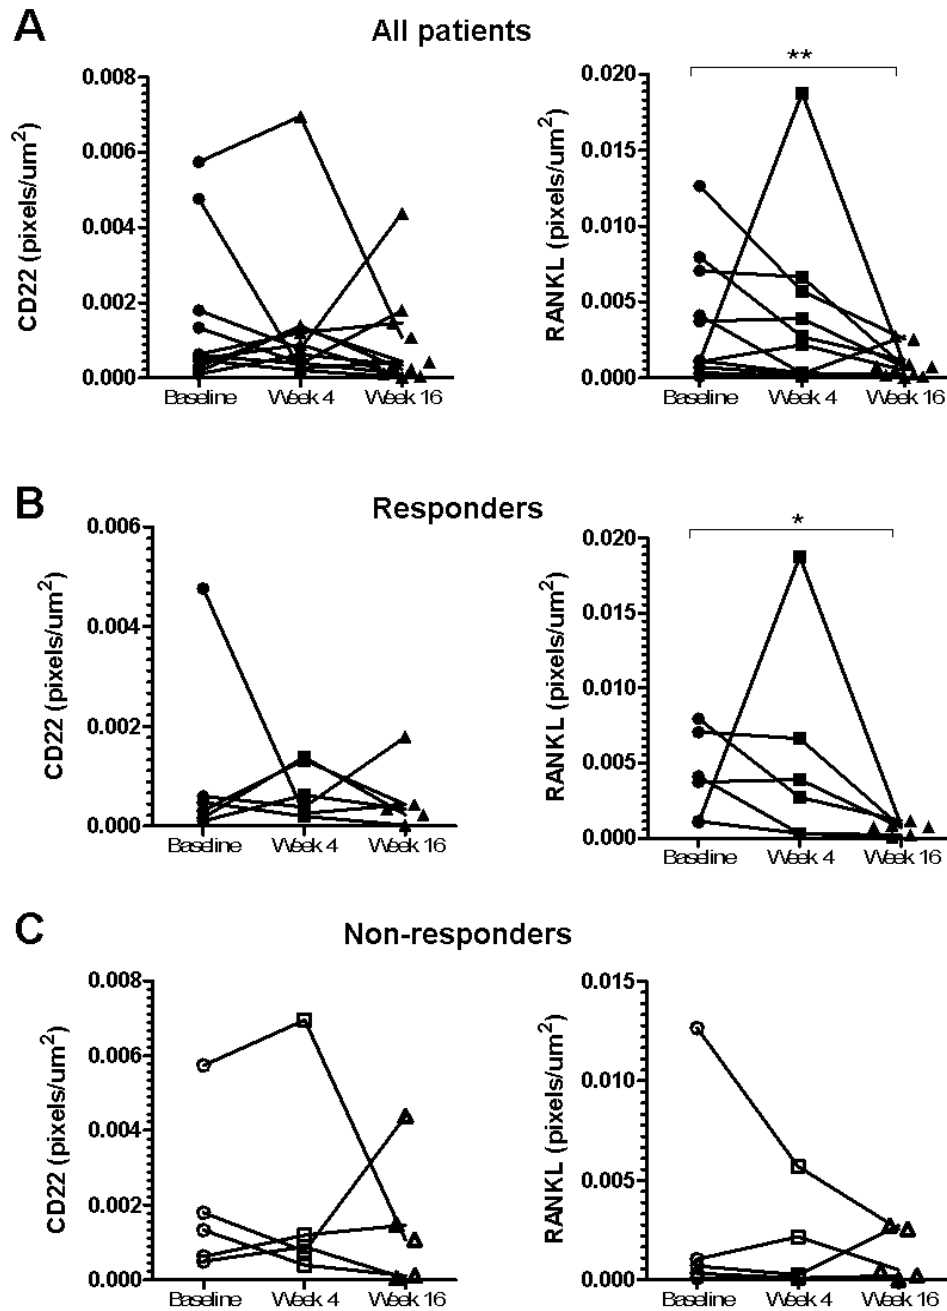 A
All patients
**
0.008
0.006
0.004
0.002
0.000
CD22 (pixels/um²)
Baseline Week 4 Week 16
0.020
0.015
0.010
0.005
0.000
RANKL (pixels/um²)
Baseline Week 4 Week 16
B
Responders
*
0.006
0.004
0.002
0.000
CD22 (pixels/um²)
Baseline Week 4 Week 16
0.020
0.015
0.010
0.005
0.000
RANKL (pixels/um²)
Baseline Week 4 Week 16
C
Non-responders
0.008
0.006
0.004
0.002
0.000
CD22 (pixels/um²)
Baseline Week 4 Week 16
0.015
0.010
0.005
0.000
RANKL (pixels/um²)
Baseline Week 4 Week 16